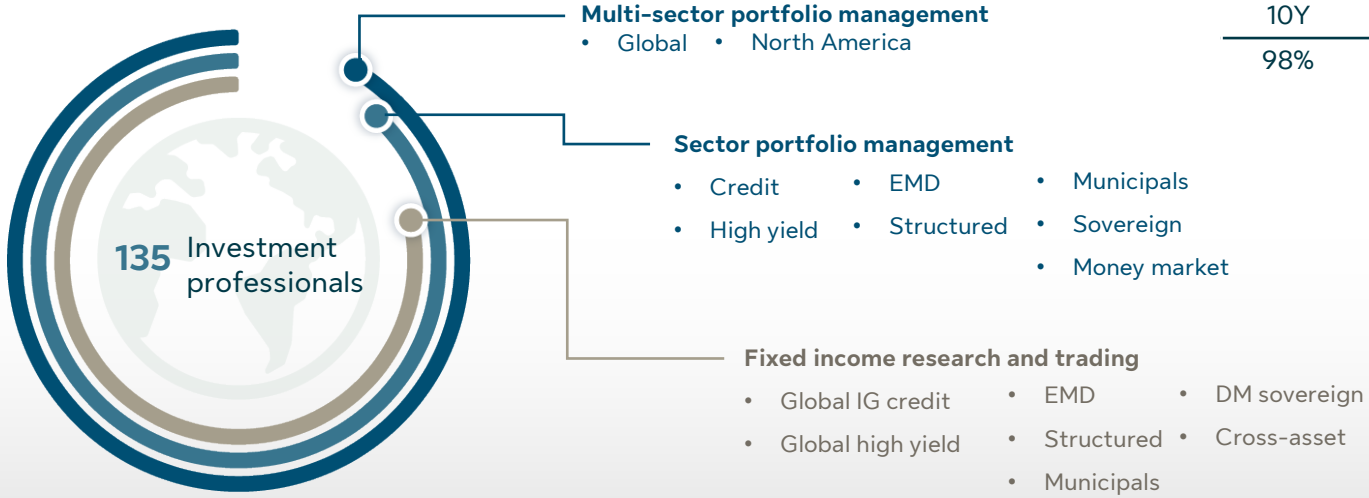 Multi-sector portfolio management
• Global • North America
10Y
98%
Sector portfolio management
• Credit
• High yield
• EMD
• Structured
• Municipals
• Sovereign
• Money market
135 Investment
professionals
Fixed income research and trading
• Global IG credit
• Global high yield
• EMD
• Structured
• Municipals
• DM sovereign
• Cross-asset